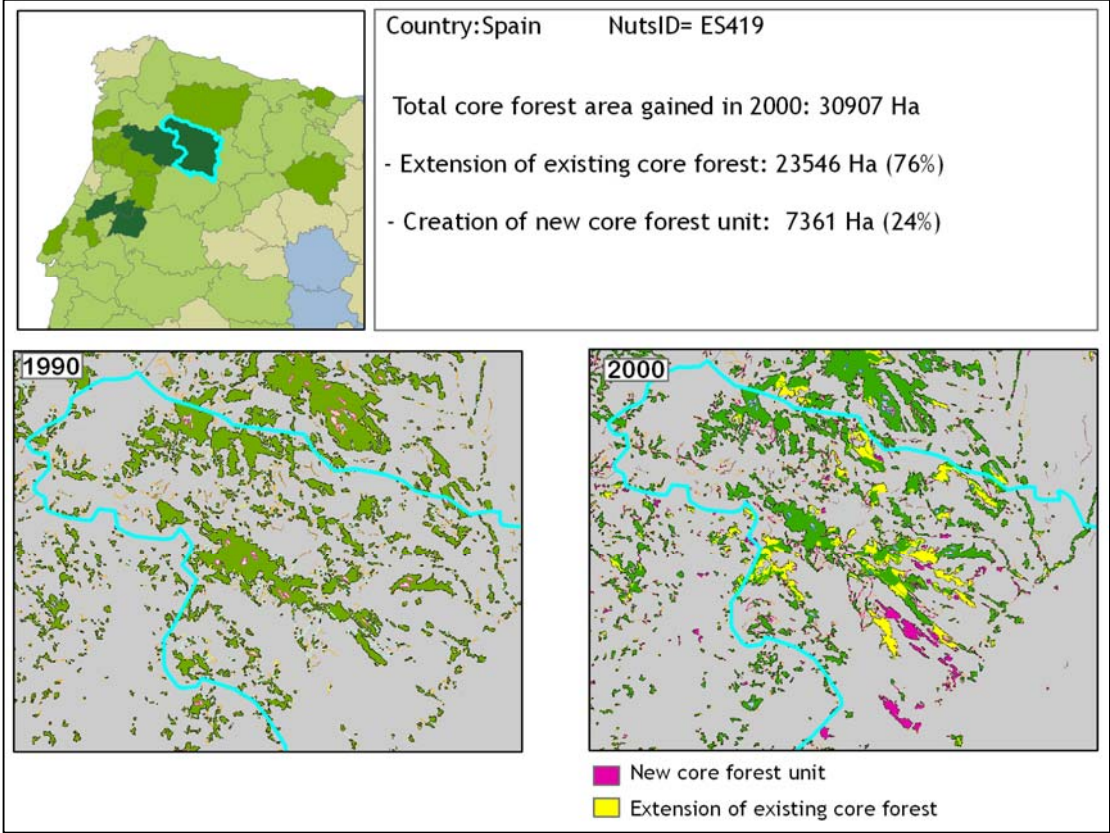 Country:Spain NutsID= ES419
Total core forest area gained in 2000: 30907 Ha
- Extension of existing core forest: 23546 Ha (76%)
- Creation of new core forest unit: 7361 Ha (24%)
1990
2000
New core forest unit
Extension of existing core forest